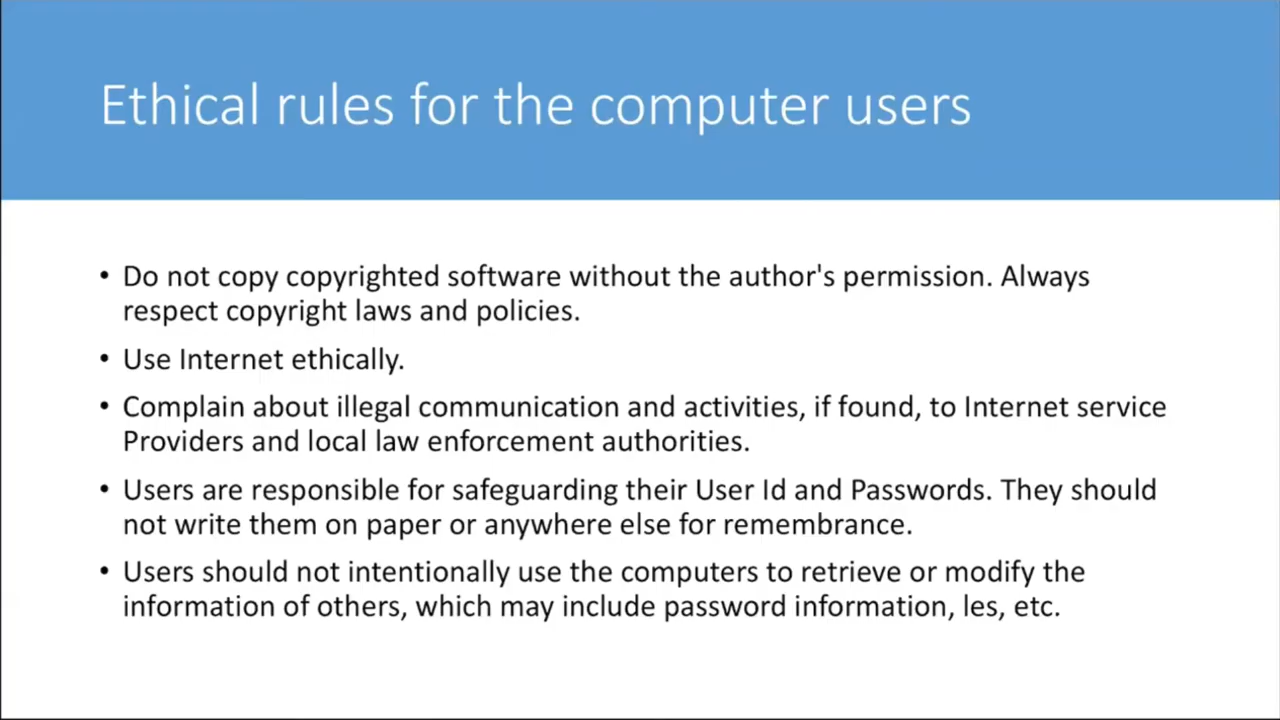 Ethical rules for the computer users
• Do not copy copyrighted software without the author's permission. Always
respect copyright laws and policies.
• Use Internet ethically.
• Complain about illegal communication and activities, if found, to Internet service
Providers and local law enforcement authorities.
• Users are responsible for safeguarding their User Id and Passwords. They should
not write them on paper or anywhere else for remembrance.
• Users should not intentionally use the computers to retrieve or modify the
information of others, which may include password information, les, etc.